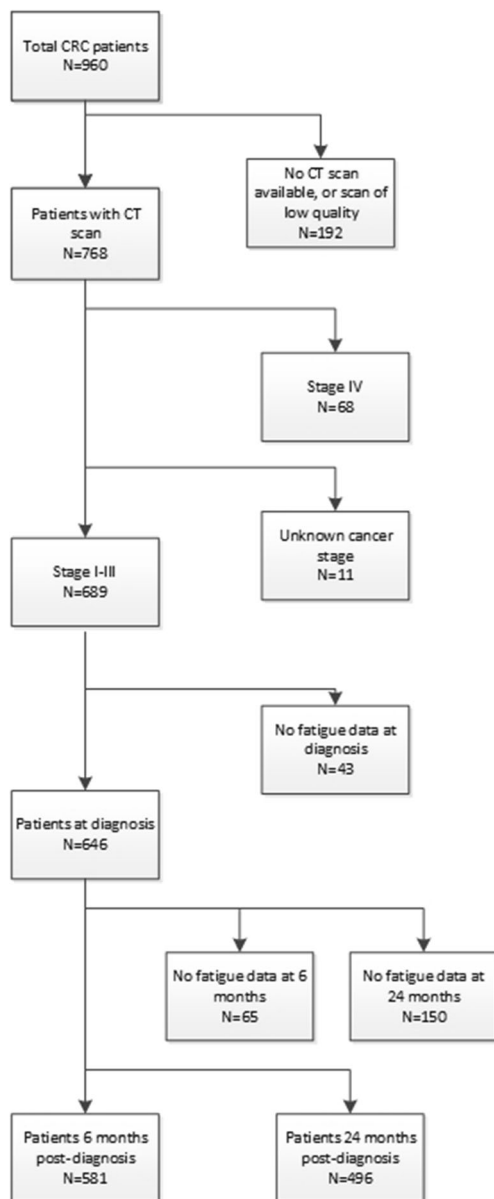 Total CRC patients
N=960
No CT scan
available, or scan of
low quality
N=192
Patients with CT
scan
N=768
Stage IV
N=68
Unknown cancer
stage
N=11
Stage I-III
N=689
No fatigue data at
diagnosis
N=43
Patients at diagnosis
N=646
No fatigue data at 6
months
N=65
No fatigue data at
24 months
N=150
Patients 6 months
post-diagnosis
N=581
Patients 24 months
post-diagnosis
N=496